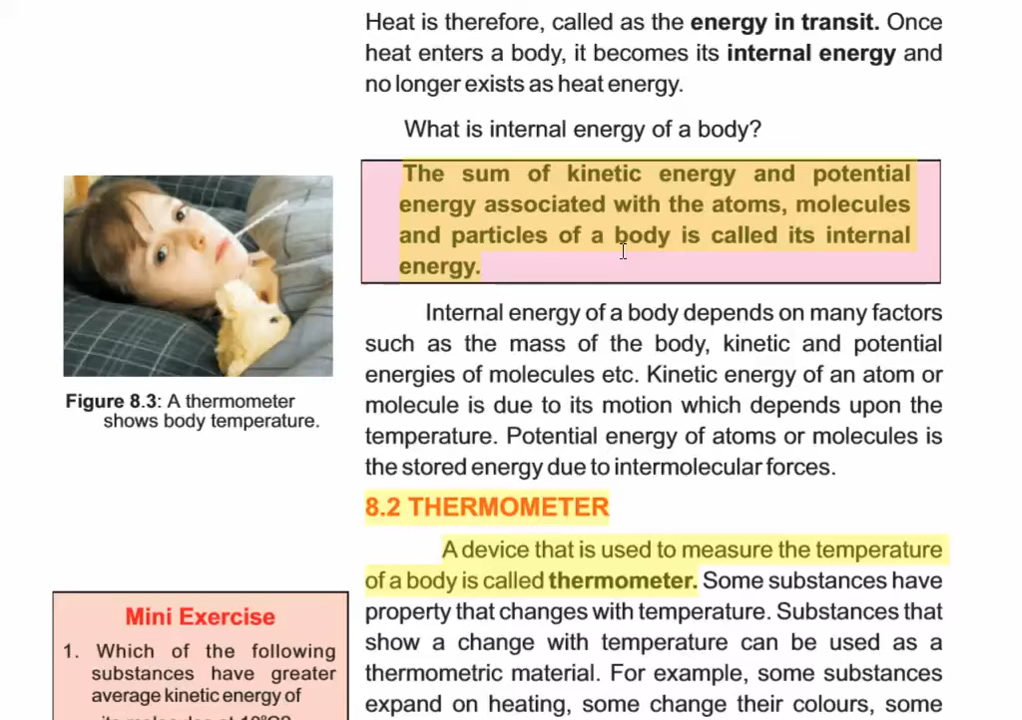 Heat is therefore, called as the energy in transit. Once
heat enters a body, it becomes its internal energy and
no longer exists as heat energy.
What is internal energy of a body?
The sum of kinetic energy and potential
energy associated with the atoms, molecules
and particles of a body is called its internal
energy.
Figure 8.3: A thermometer
shows body temperature.
Internal energy of a body depends on many factors
such as the mass of the body, kinetic and potential
energies of molecules etc. Kinetic energy of an atom or
molecule is due to its motion which depends upon the
temperature. Potential energy of atoms or molecules is
the stored energy due to intermolecular forces.
8.2 THERMOMETER
A device that is used to measure the temperature
of a body is called thermometer. Some substances have
property that changes with temperature. Substances that
show a change with temperature can be used as a
thermometric material. For example, some substances
expand on heating, some change their colours, some
Mini Exercise
1. Which of the following
substances have greater
average kinetic energy of
its molecules at 10°C?